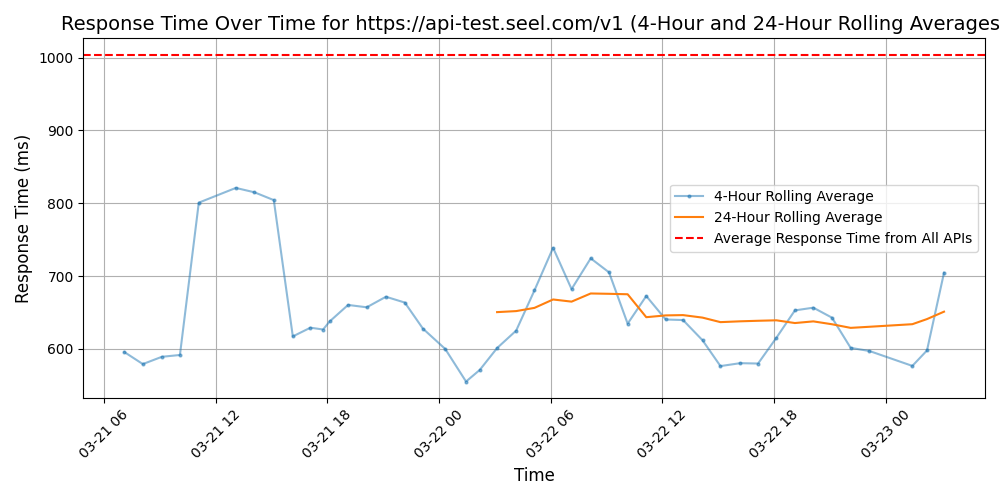 Response Time Over Time for https://api-test.seel.com/v1 (4-Hour and 24-Hour Rolling Averages
Response Time (ms)
1000
900
800
700
600
4-Hour Rolling Average
24-Hour Rolling Average
Average Response Time from All APIs
03-21 06
03-21 12
03-21 18
03-22 00
03-22 06
03-22 12
03-22 18
03-23 00
Time